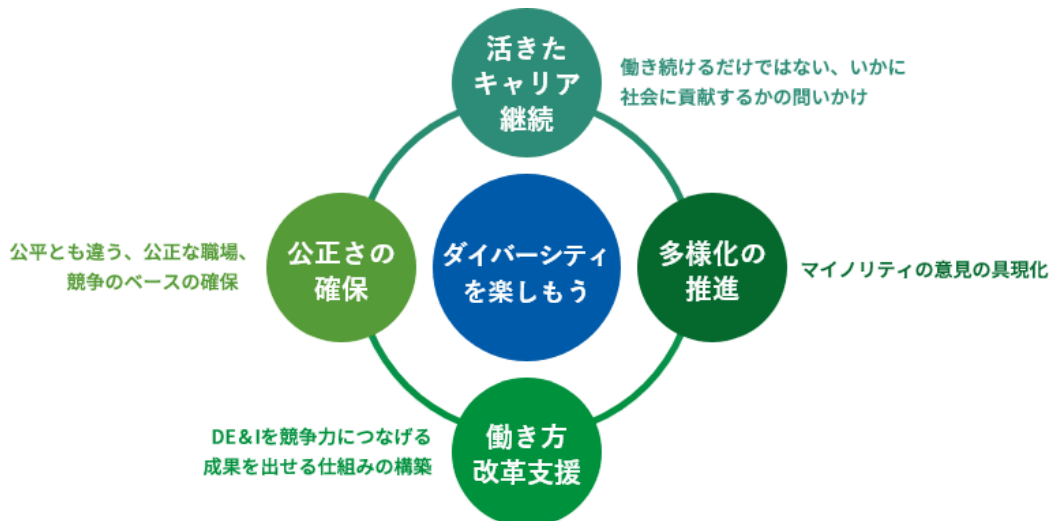 活きた
キャリア
継続
働き続けるだけではない、いかに
社会に貢献するかの問いかけ
公平とも違う、公正な職場、
競争のベースの確保
公正さの
確保
ダイバーシティ
を楽しもう
多様化の
推進
マイノリティの意見の具現化
DE&Iを競争力につなげる
成果を出せる仕組みの構築
働き方
改革支援